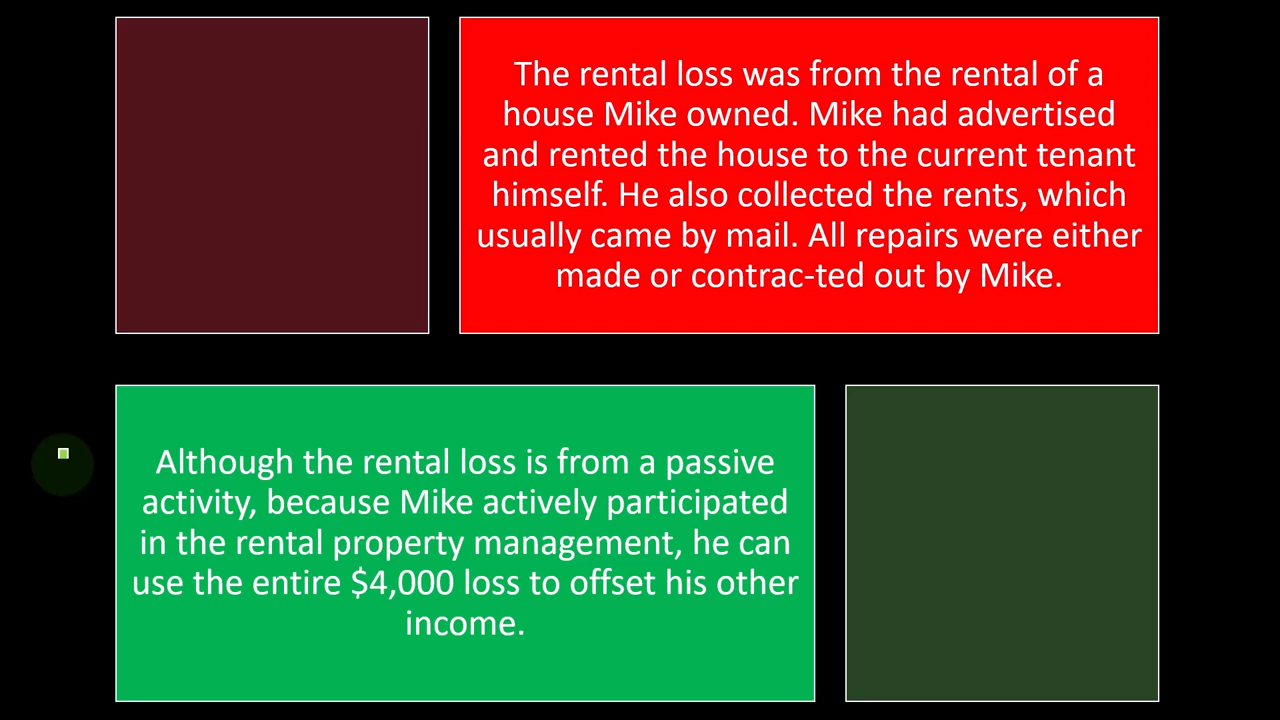 The rental loss was from the rental of a
house Mike owned. Mike had advertised
and rented the house to the current tenant
himself. He also collected the rents, which
usually came by mail. All repairs were either
made or contrac-ted out by Mike.
Although the rental loss is from a passive
activity, because Mike actively participated
in the rental property management, he can
use the entire $4,000 loss to offset his other
income.